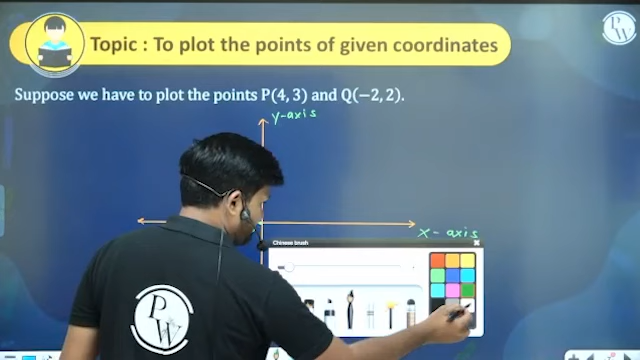 PW
Topic : To plot the points of given coordinates
Suppose we have to plot the points P(4, 3) and Q(−2, 2).
y-axis
x-axis
Chinese brush
PW